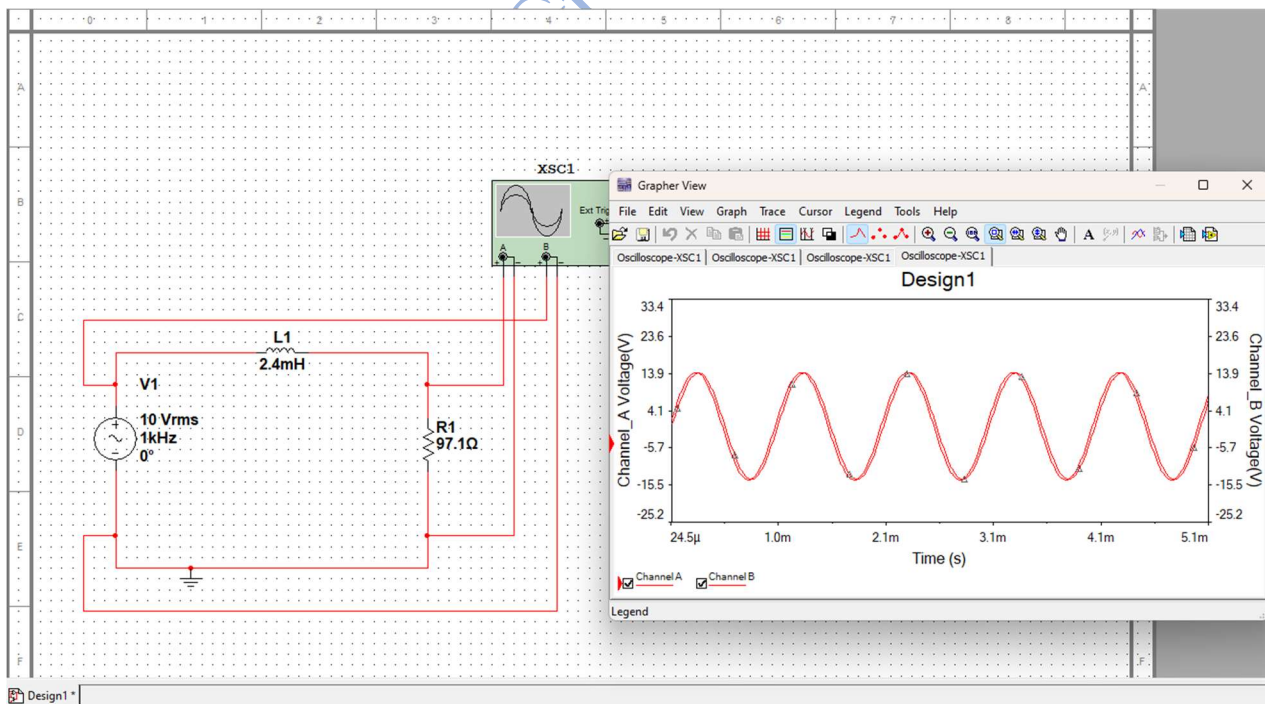 0 1 2 3 4 5 6 7 8
A A
B
C
D
E
F F
XSC1
Ext Trig
A B
L1
2.4mH
V1
10 Vrms
1kHz
0°
R1
97.1Ω
Grapher View
File Edit View Graph Trace Cursor Legend Tools Help
Oscilloscope-XSC1 Oscilloscope-XSC1 Oscilloscope-XSC1 Oscilloscope-XSC1
Design1
33.4 33.4
23.6 23.6
13.9 13.9
4.1 4.1
-5.7 -5.7
-15.5 -15.5
-25.2 -25.2
Channel_A Voltage(V)
Channel_B Voltage(V)
24.5µ 1.0m 2.1m 3.1m 4.1m 5.1m
Time (s)
Channel A Channel B
Legend
Design1 *